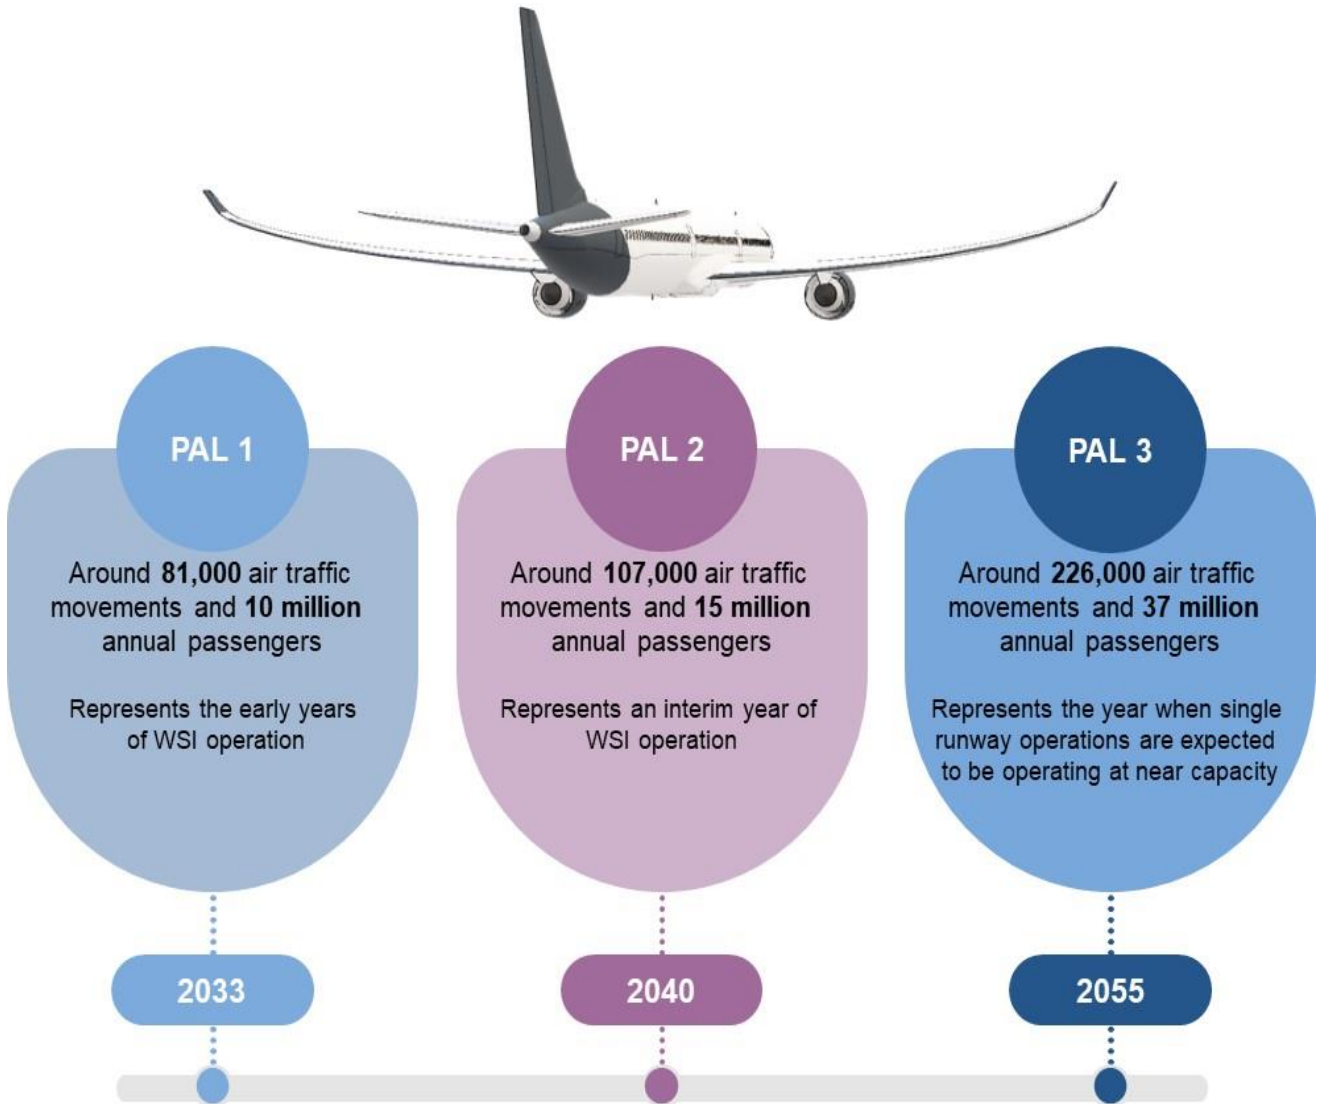 PAL 1
Around 81,000 air traffic
movements and 10 million
annual passengers
Represents the early years
of WSI operation
2033
PAL 2
Around 107,000 air traffic
movements and 15 million
annual passengers
Represents an interim year of
WSI operation
2040
PAL 3
Around 226,000 air traffic
movements and 37 million
annual passengers
Represents the year when single
runway operations are expected
to be operating at near capacity
2055